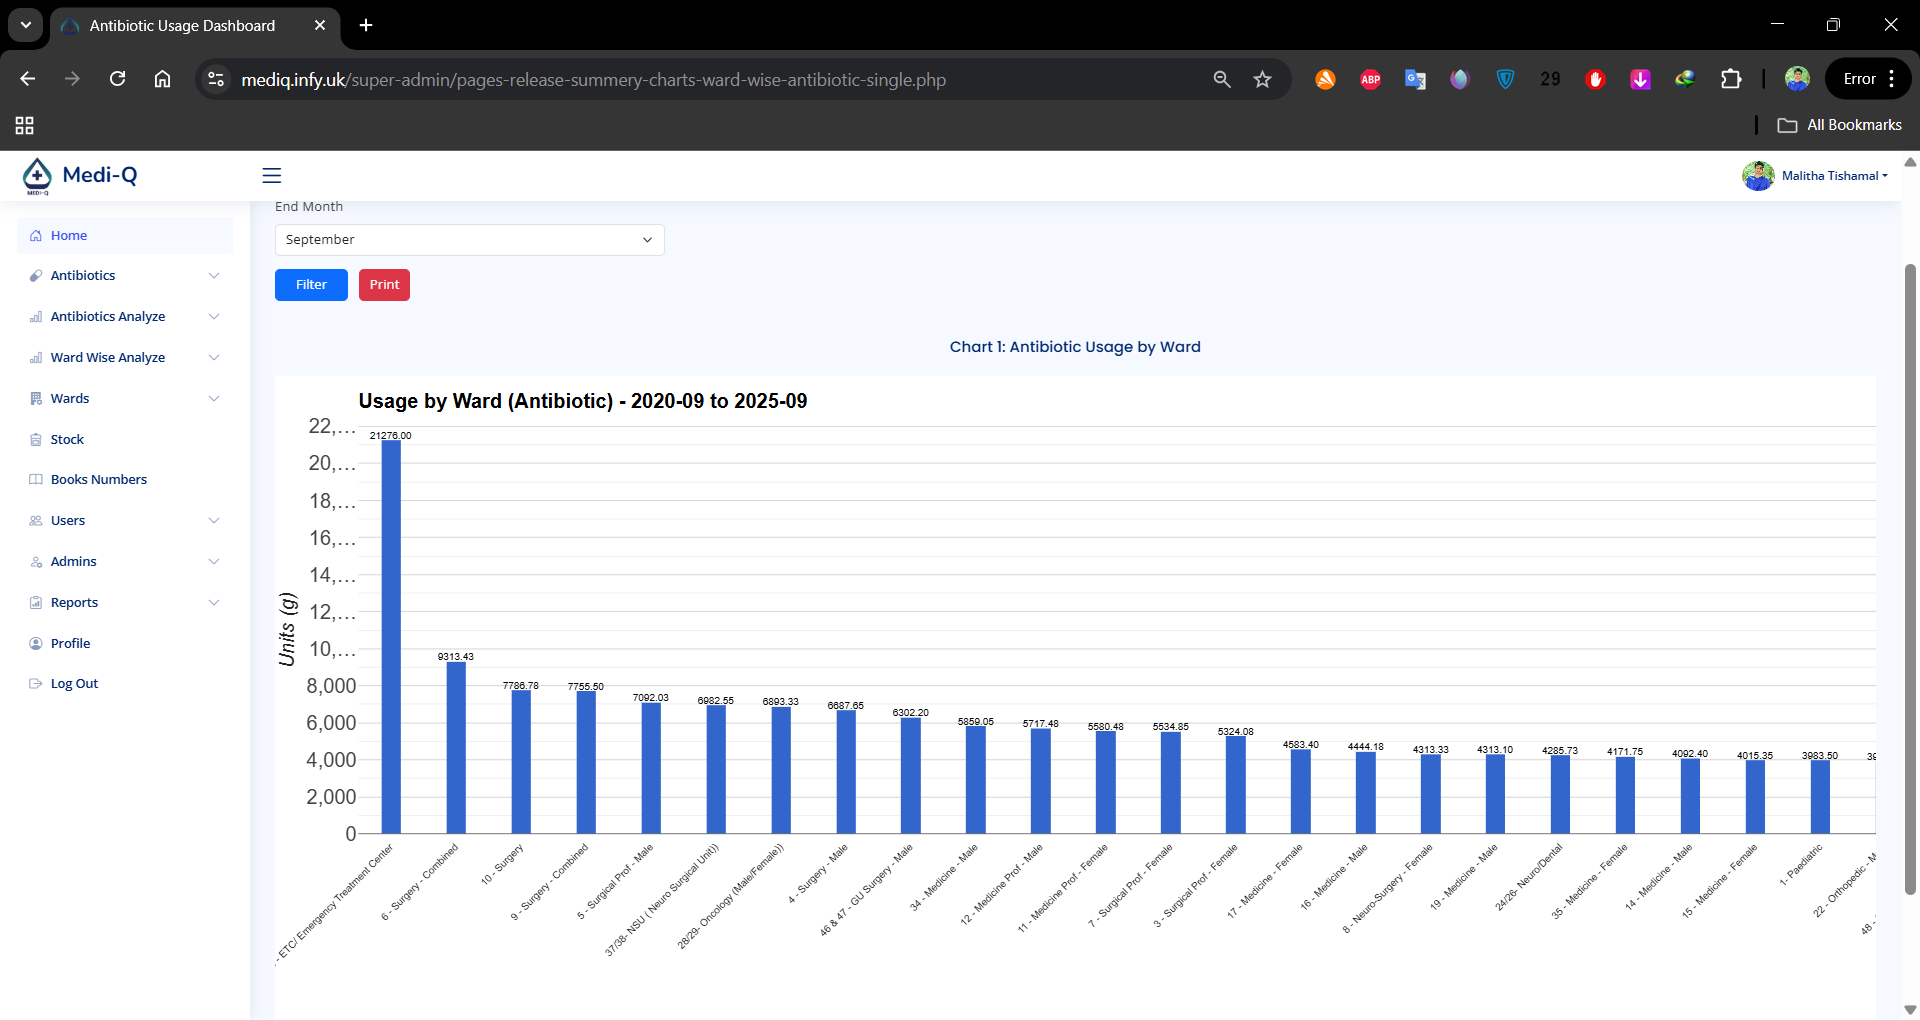 Antibiotic Usage Dashboard
mediq.infy.uk/super-admin/pages-release-summery-charts-ward-wise-antibiotic-single.php
ABP
29
Error
All Bookmarks
MEDI-Q
Medi-Q
Malitha Tishamal
Home
Antibiotics
Antibiotics Analyze
Ward Wise Analyze
Wards
Stock
Books Numbers
Users
Admins
Reports
Profile
Log Out
End Month
September
Filter
Print
Chart 1: Antibiotic Usage by Ward
Usage by Ward (Antibiotic) - 2020-09 to 2025-09
Units (g)
22,...
20,...
18,...
16,...
14,...
12,...
10,...
8,000
6,000
4,000
2,000
0
21276.00
9313.43
7786.78
7755.50
7092.03
6982.55
6893.33
6687.65
6302.20
5859.05
5717.48
5580.48
5534.85
5324.08
4583.40
4444.18
4313.33
4313.10
4285.73
4171.75
4092.40
4015.35
3983.50
- ETC/ Emergency Treatment Center
6 - Surgery - Combined
10 - Surgery
9 - Surgery - Combined
5 - Surgical Prof - Male
37/38- NSU ( Neuro Surgical Unit))
28/29- Oncology (Male/Female))
4 - Surgery - Male
46 & 47 - GU Surgery - Male
34 - Medicine - Male
12 - Medicine Prof - Male
11 - Medicine Prof - Female
7 - Surgical Prof - Female
3 - Surgical Prof - Female
17 - Medicine - Female
16 - Medicine - Male
8 - Neuro-Surgery - Female
19 - Medicine - Male
24/26- Neuro/Dental
35 - Medicine - Female
14 - Medicine - Male
15 - Medicine - Female
1- Paediatric
22 - Orthopedic - M
48 -